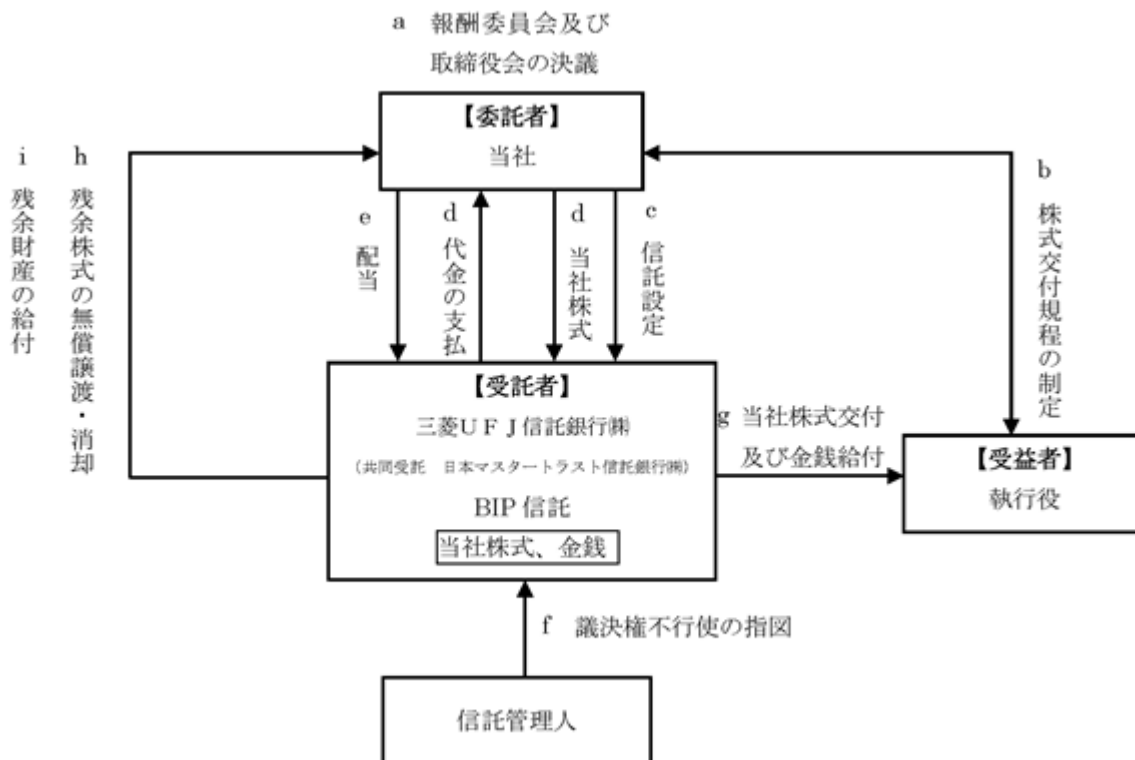 a 報酬委員会及び
取締役会の決議
【委託者】
当社
i 残余財産の給付
h 残余株式の無償譲渡・消却
e 配当
d 代金の支払
d 当社株式
c 信託設定
b 株式交付規程の制定
【受託者】
三菱UFJ信託銀行㈱
(共同受託 日本マスタートラスト信託銀行㈱)
BIP信託
当社株式、金銭
g 当社株式交付
及び金銭給付
【受益者】
執行役
f 議決権不行使の指図
信託管理人